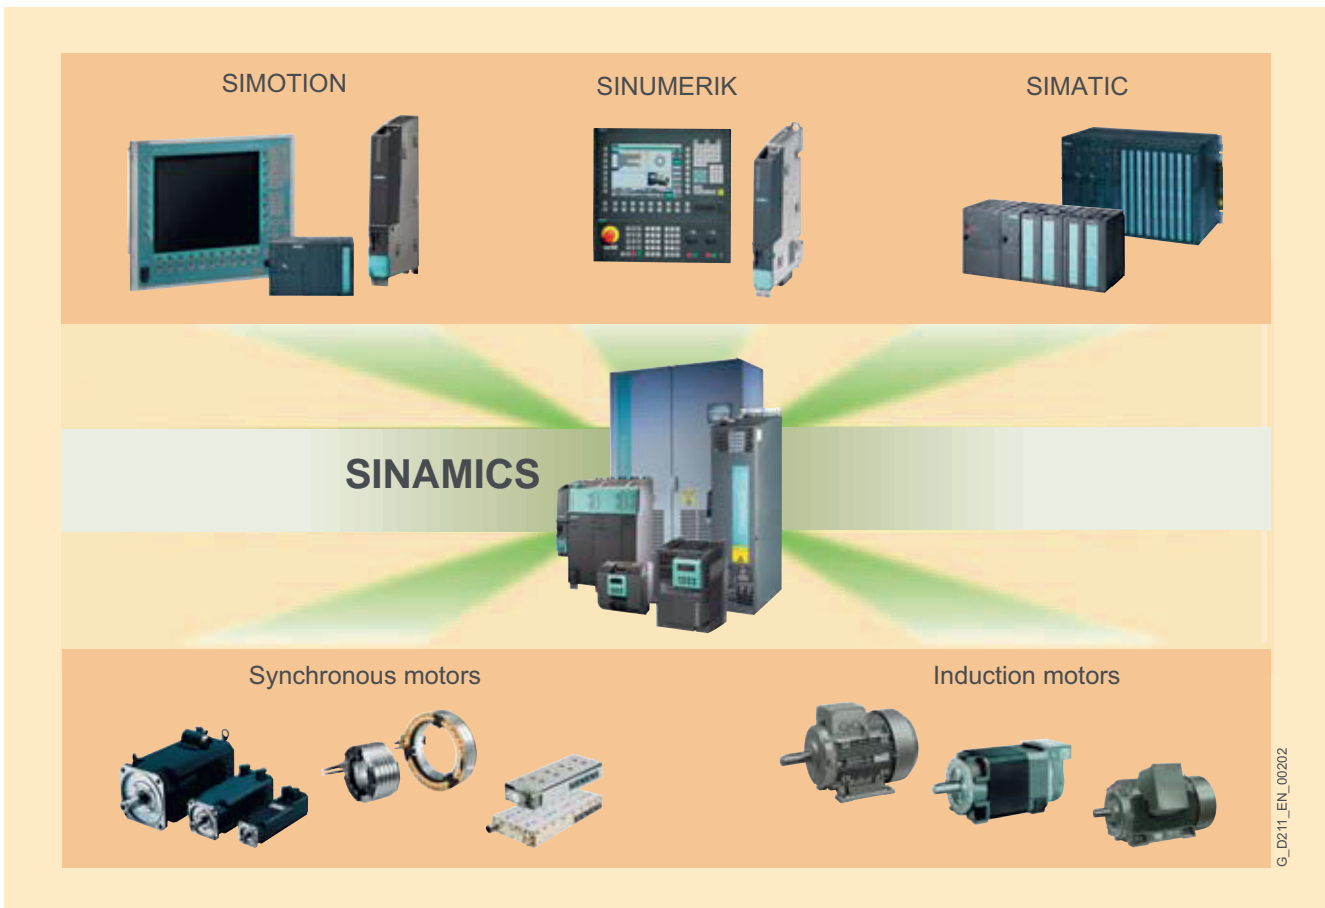 SIMOTION
SINUMERIK
SIMATIC
SINAMICS
Synchronous motors
Induction motors
G_D211_EN_00202